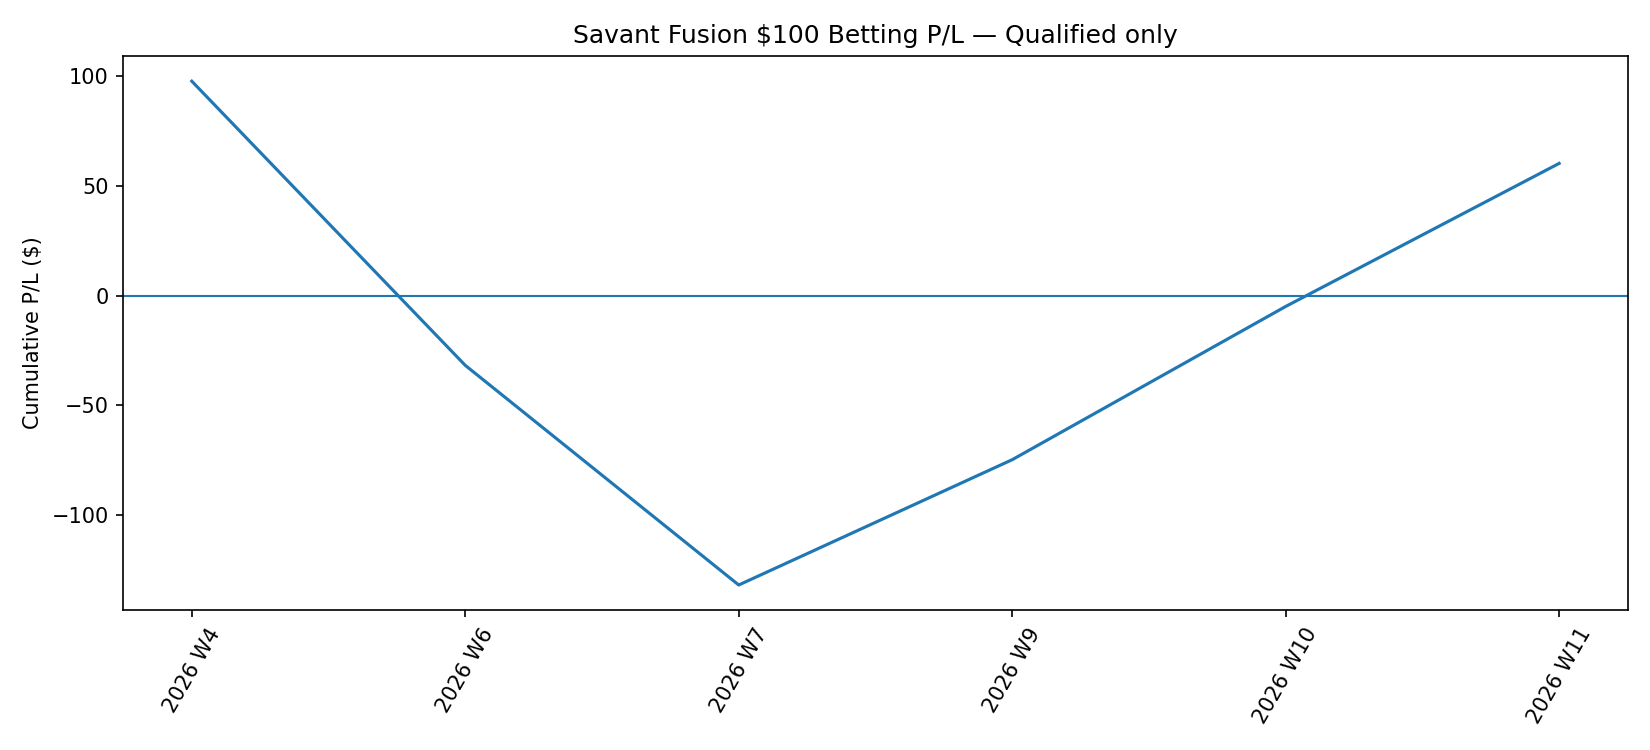 Savant Fusion $100 Betting P/L — Qualified only
Cumulative P/L ($)
100
50
0
−50
−100
2026 W4
2026 W6
2026 W7
2026 W9
2026 W10
2026 W11